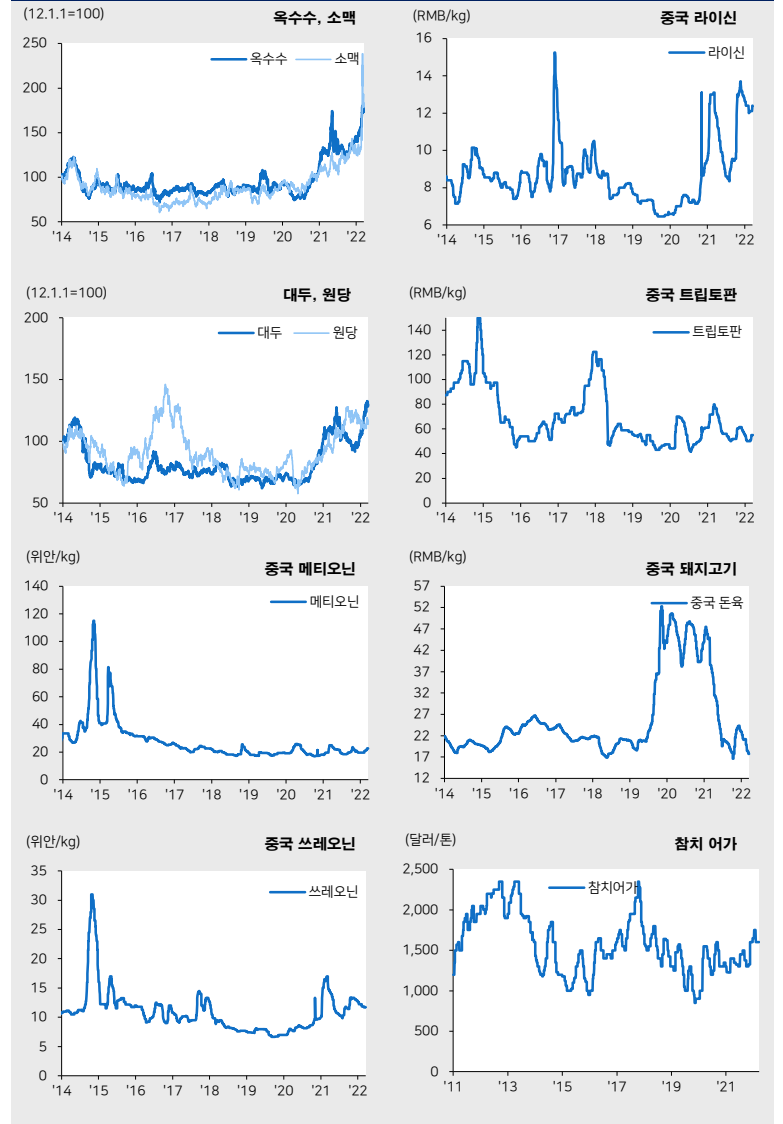 (12.1.1=100) 옥수수, 소맥
250
200
150
100
50
옥수수 소맥
'14 '15 '16 '17 '18 '19 '20 '21 '22
(RMB/kg) 중국 라이신
16
14
12
10
8
6
라이신
'14 '15 '16 '17 '18 '19 '20 '21 '22
(12.1.1=100) 대두, 원당
200
150
100
50
대두 원당
'14 '15 '16 '17 '18 '19 '20 '21 '22
(RMB/kg) 중국 트립토판
140
120
100
80
60
40
20
0
트립토판
'14 '15 '16 '17 '18 '19 '20 '21 '22
(위안/kg) 중국 메티오닌
140
120
100
80
60
40
20
0
메티오닌
'14 '15 '16 '17 '18 '19 '20 '21 '22
(RMB/kg) 중국 돼지고기
57
52
47
42
37
32
27
22
17
12
중국 돈육
'14 '15 '16 '17 '18 '19 '20 '21 '22
(위안/kg) 중국 쓰레오닌
35
30
25
20
15
10
5
0
쓰레오닌
'14 '15 '16 '17 '18 '19 '20 '21 '22
(달러/톤) 참치 어가
2,500
2,000
1,500
1,000
500
0
참치어가
'11 '13 '15 '17 '19 '21